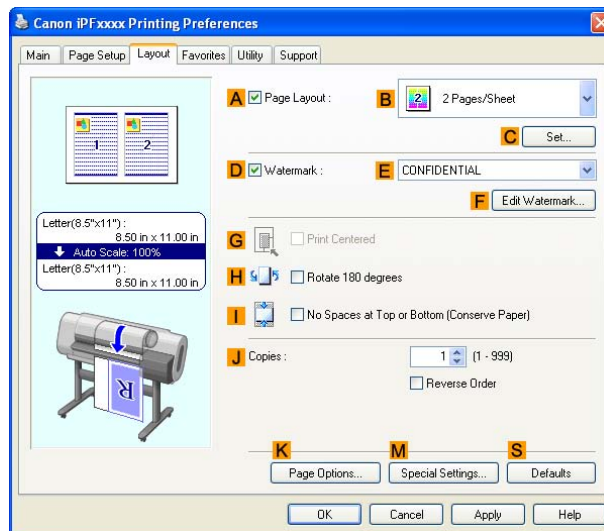 Canon iPFxxxx Printing Preferences
Main Page Setup Layout Favorites Utility Support
A Page Layout : B 2 2 Pages/Sheet
C Set...
1 2
D Watermark : E CONFIDENTIAL
F Edit Watermark...
Letter(8.5"x11") :
8.50 in x 11.00 in
Auto Scale: 100%
Letter(8.5"x11") :
8.50 in x 11.00 in
G Print Centered
H Rotate 180 degrees
I No Spaces at Top or Bottom (Conserve Paper)
J Copies : 1 (1 - 999)
Reverse Order
R
K M S
Page Options... Special Settings... Defaults
OK Cancel Apply Help